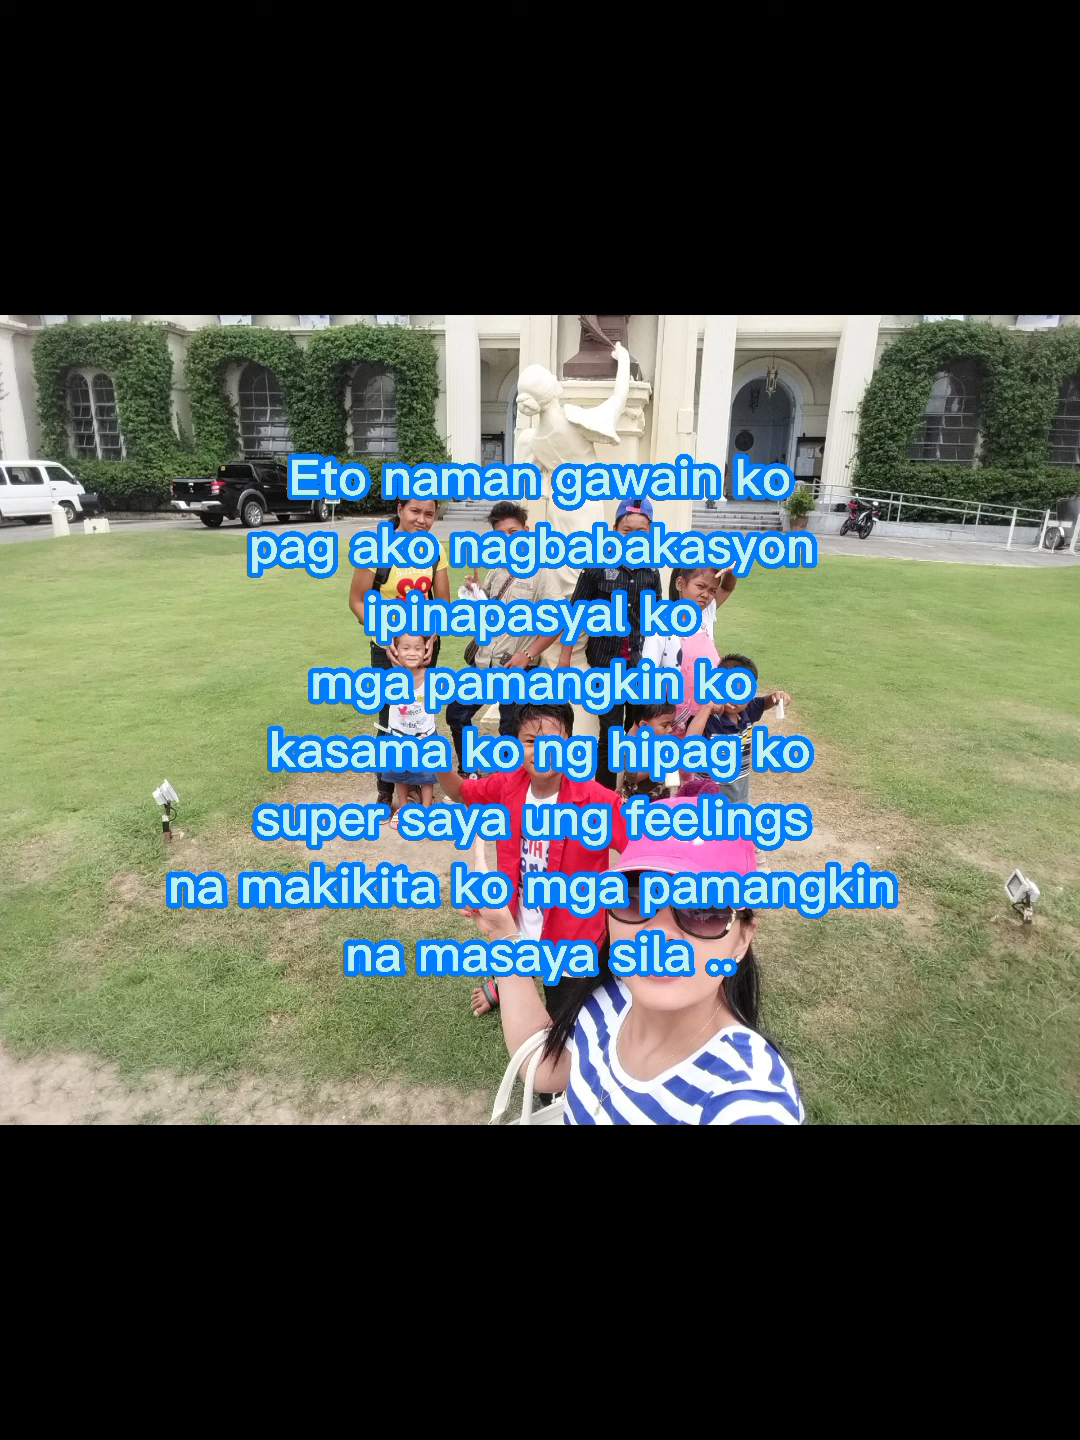 Eto naman gawain ko
pag ako nagbabakasyon
ipinapasyal ko
mga pamangkin ko
kasama ko ng hipag ko
super saya ung feelings
na makikita ko mga pamangkin
na masaya sila ..